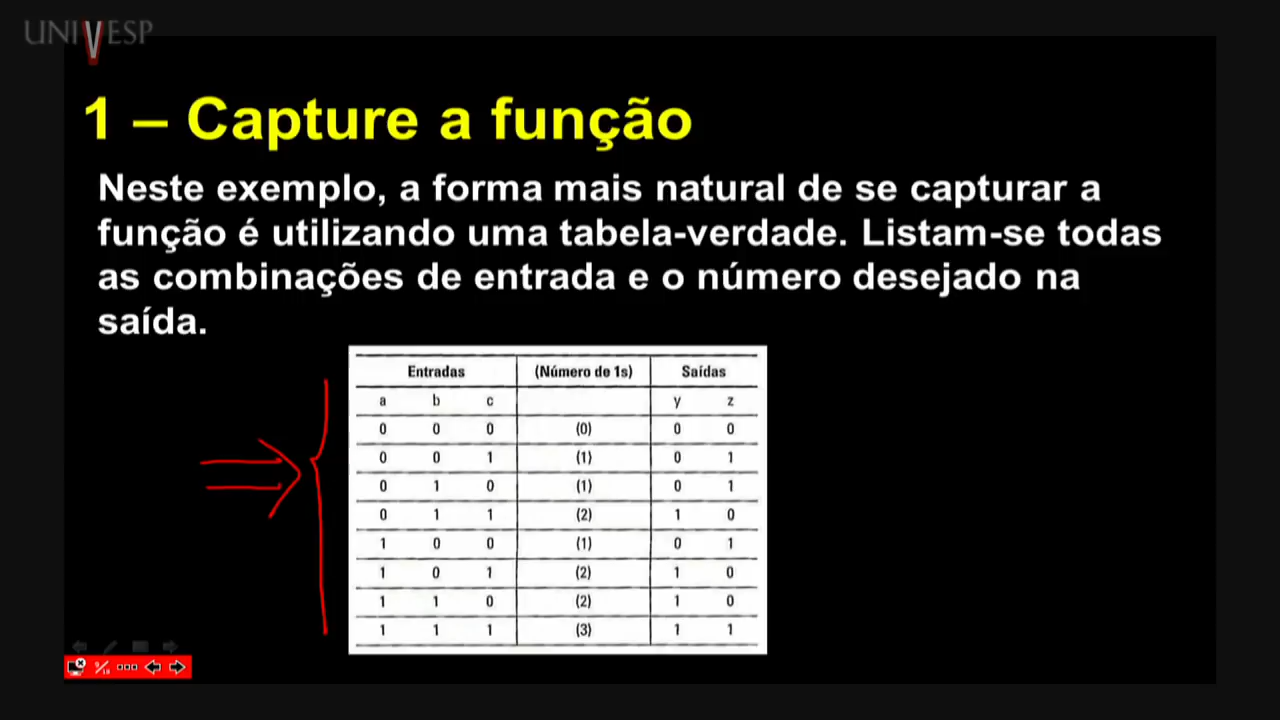 UNIVESP
1 – Capture a função
Neste exemplo, a forma mais natural de se capturar a
função é utilizando uma tabela-verdade. Listam-se todas
as combinações de entrada e o número desejado na
saída.
Entradas (Número de 1s) Saídas
a b c y z
0 0 0 (0) 0 0
0 0 1 (1) 0 1
0 1 0 (1) 0 1
0 1 1 (2) 1 0
1 0 0 (1) 0 1
1 0 1 (2) 1 0
1 1 0 (2) 1 0
1 1 1 (3) 1 1